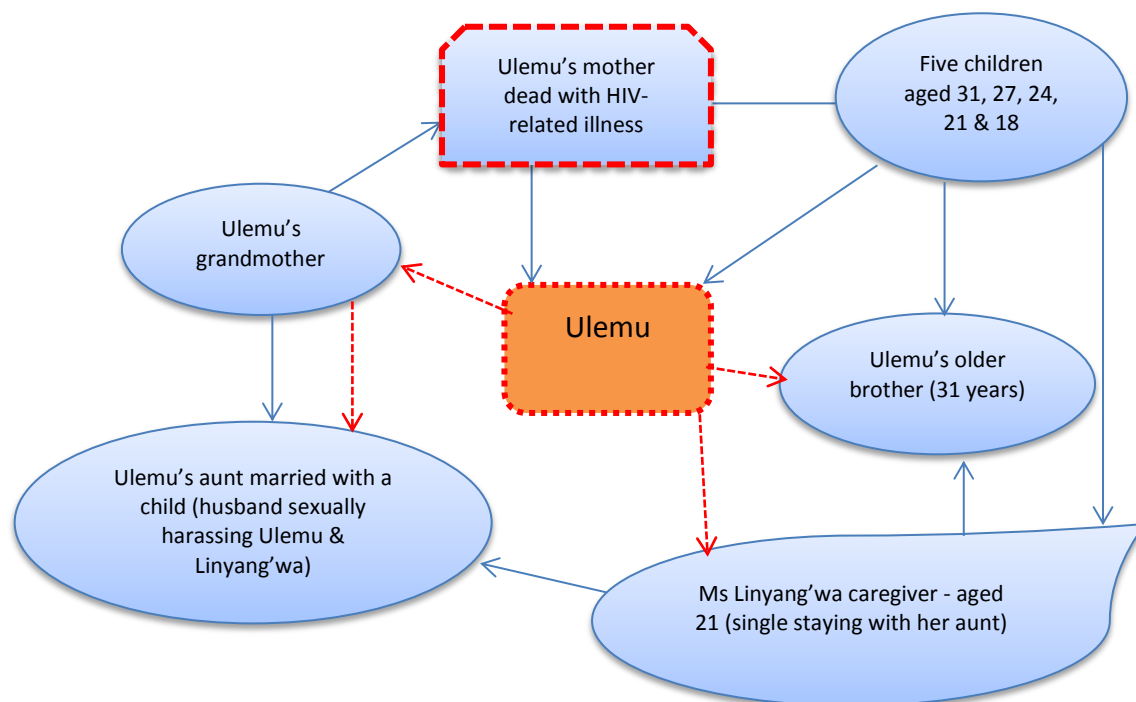 Ulemu’s mother
dead with HIV-
related illness
Five children
aged 31, 27, 24,
21 & 18
Ulemu’s
grandmother
Ulemu
Ulemu’s older
brother (31 years)
Ulemu’s aunt married with a
child (husband sexually
harassing Ulemu &
Linyang’wa)
Ms Linyang’wa caregiver - aged
21 (single staying with her aunt)